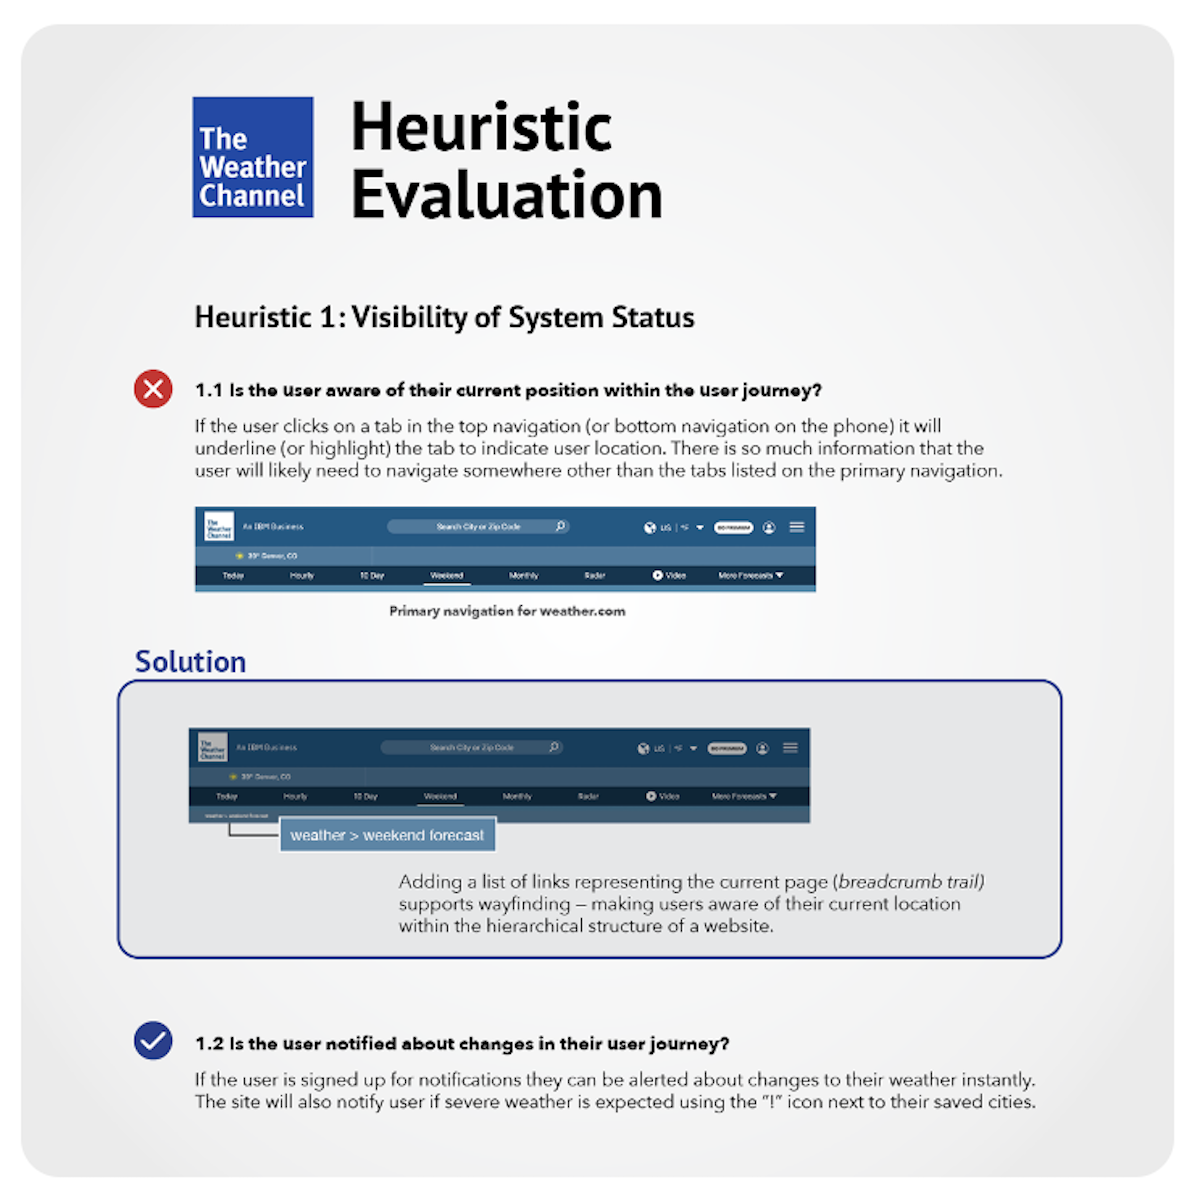 The
Weather
Channel
Heuristic
Evaluation
Heuristic 1: Visibility of System Status
1.1 Is the user aware of their current position within the user journey?
If the user clicks on a tab in the top navigation (or bottom navigation on the phone) it will
underline (or highlight) the tab to indicate user location. There is so much information that the
user will likely need to navigate somewhere other than the tabs listed on the primary navigation.
The
Weather
Channel
An IBM Business
Search City or Zip Code
US | °F
GO PREMIUM
39° Denver, CO
Today Hourly 10 Day Weekend Monthly Radar Video More Forecasts
Primary navigation for weather.com
Solution
The
Weather
Channel
An IBM Business
Search City or Zip Code
US | °F
GO PREMIUM
39° Denver, CO
Today Hourly 10 Day Weekend Monthly Radar Video More Forecasts
weather > weekend forecast
weather > weekend forecast
Adding a list of links representing the current page (breadcrumb trail)
supports wayfinding – making users aware of their current location
within the hierarchical structure of a website.
1.2 Is the user notified about changes in their user journey?
If the user is signed up for notifications they can be alerted about changes to their weather instantly.
The site will also notify user if severe weather is expected using the "!" icon next to their saved cities.